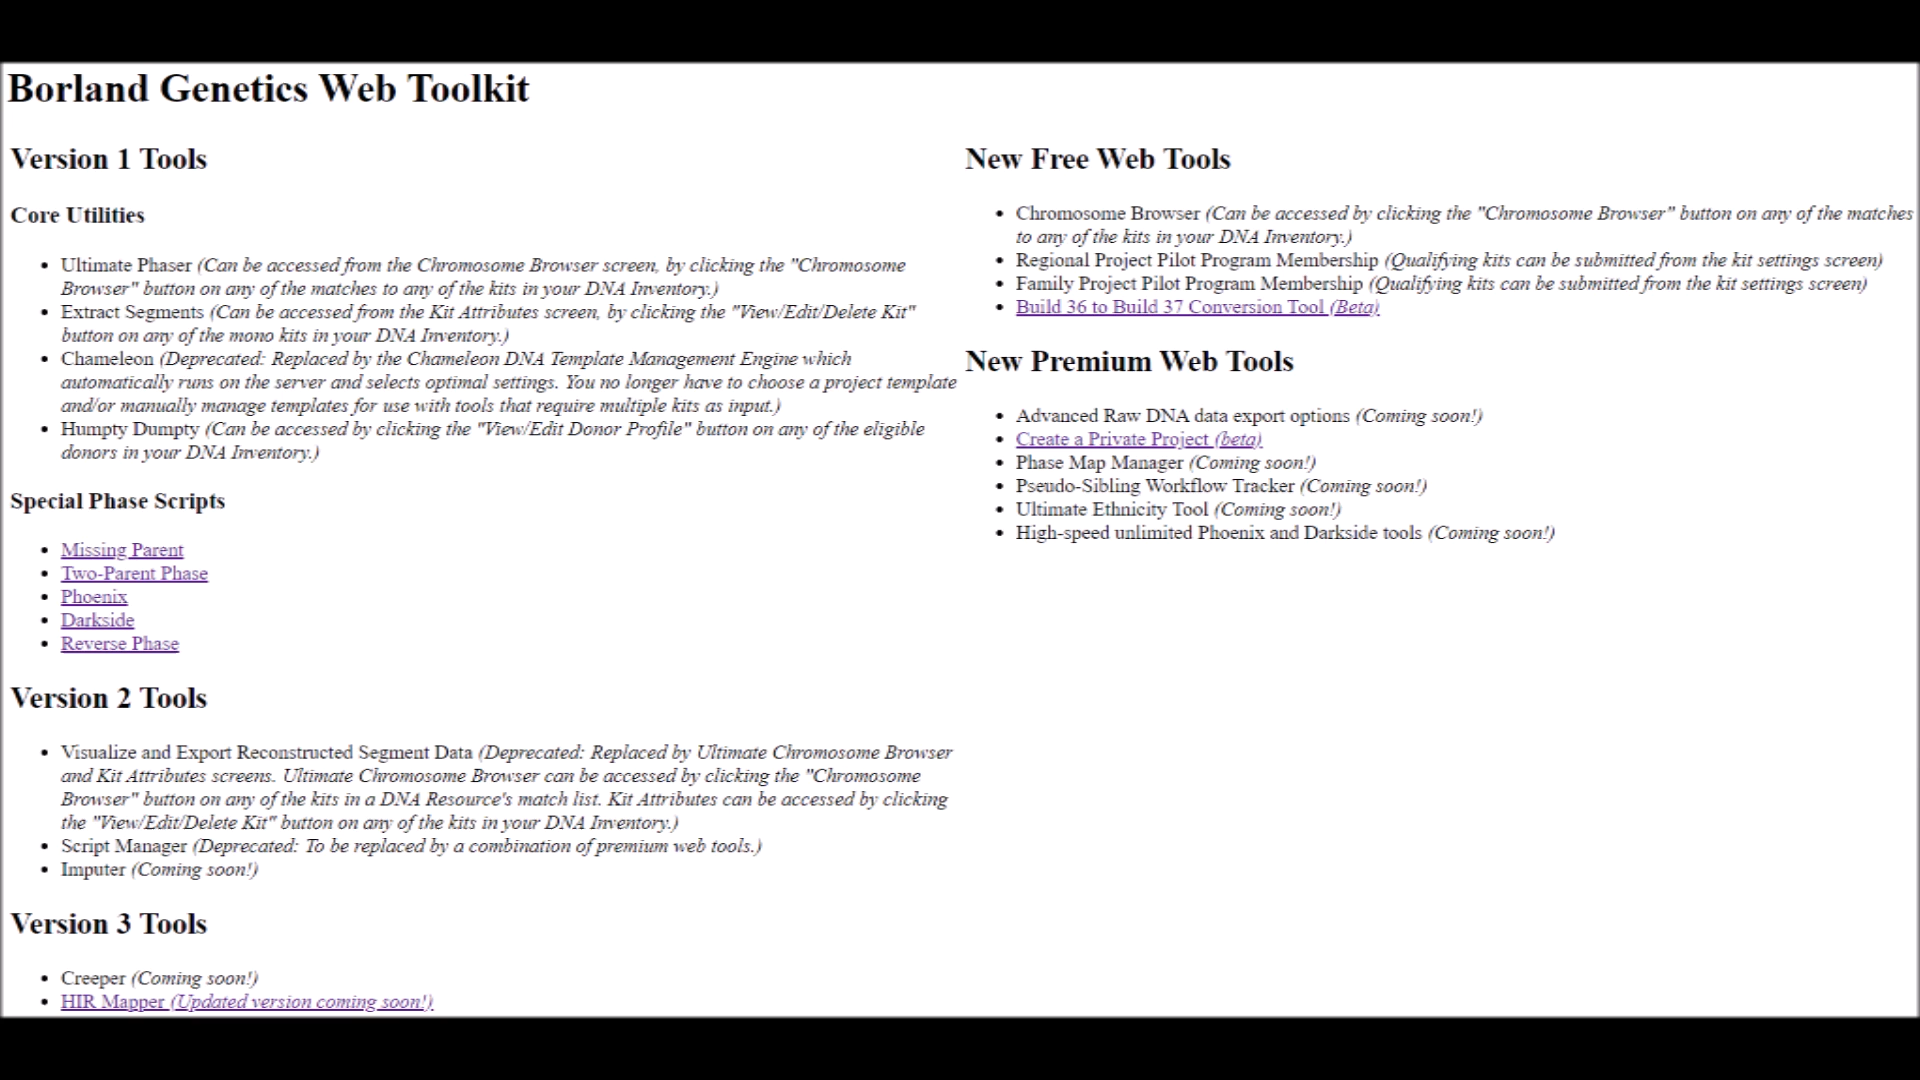 Borland Genetics Web Toolkit
Version 1 Tools
Core Utilities
Ultimate Phaser (Can be accessed from the Chromosome Browser screen, by clicking the "Chromosome
Browser" button on any of the matches to any of the kits in your DNA Inventory.)
Extract Segments (Can be accessed from the Kit Attributes screen, by clicking the "View/Edit/Delete Kit"
button on any of the mono kits in your DNA Inventory.)
Chameleon (Deprecated: Replaced by the Chameleon DNA Template Management Engine which
automatically runs on the server and selects optimal settings. You no longer have to choose a project template
and/or manually manage templates for use with tools that require multiple kits as input.)
Humpty Dumpty (Can be accessed by clicking the "View/Edit Donor Profile" button on any of the eligible
donors in your DNA Inventory.)
Special Phase Scripts
Missing Parent
Two-Parent Phase
Phoenix
Darkside
Reverse Phase
Version 2 Tools
Visualize and Export Reconstructed Segment Data (Deprecated: Replaced by Ultimate Chromosome Browser
and Kit Attributes screens. Ultimate Chromosome Browser can be accessed by clicking the "Chromosome
Browser" button on any of the kits in a DNA Resource's match list. Kit Attributes can be accessed by clicking
the "View/Edit/Delete Kit" button on any of the kits in your DNA Inventory.)
Script Manager (Deprecated: To be replaced by a combination of premium web tools.)
Imputer (Coming soon!)
Version 3 Tools
Creeper (Coming soon!)
HIR Mapper (Updated version coming soon!)
New Free Web Tools
Chromosome Browser (Can be accessed by clicking the "Chromosome Browser" button on any of the matches
to any of the kits in your DNA Inventory.)
Regional Project Pilot Program Membership (Qualifying kits can be submitted from the kit settings screen)
Family Project Pilot Program Membership (Qualifying kits can be submitted from the kit settings screen)
Build 36 to Build 37 Conversion Tool (Beta)
New Premium Web Tools
Advanced Raw DNA data export options (Coming soon!)
Create a Private Project (beta)
Phase Map Manager (Coming soon!)
Pseudo-Sibling Workflow Tracker (Coming soon!)
Ultimate Ethnicity Tool (Coming soon!)
High-speed unlimited Phoenix and Darkside tools (Coming soon!)